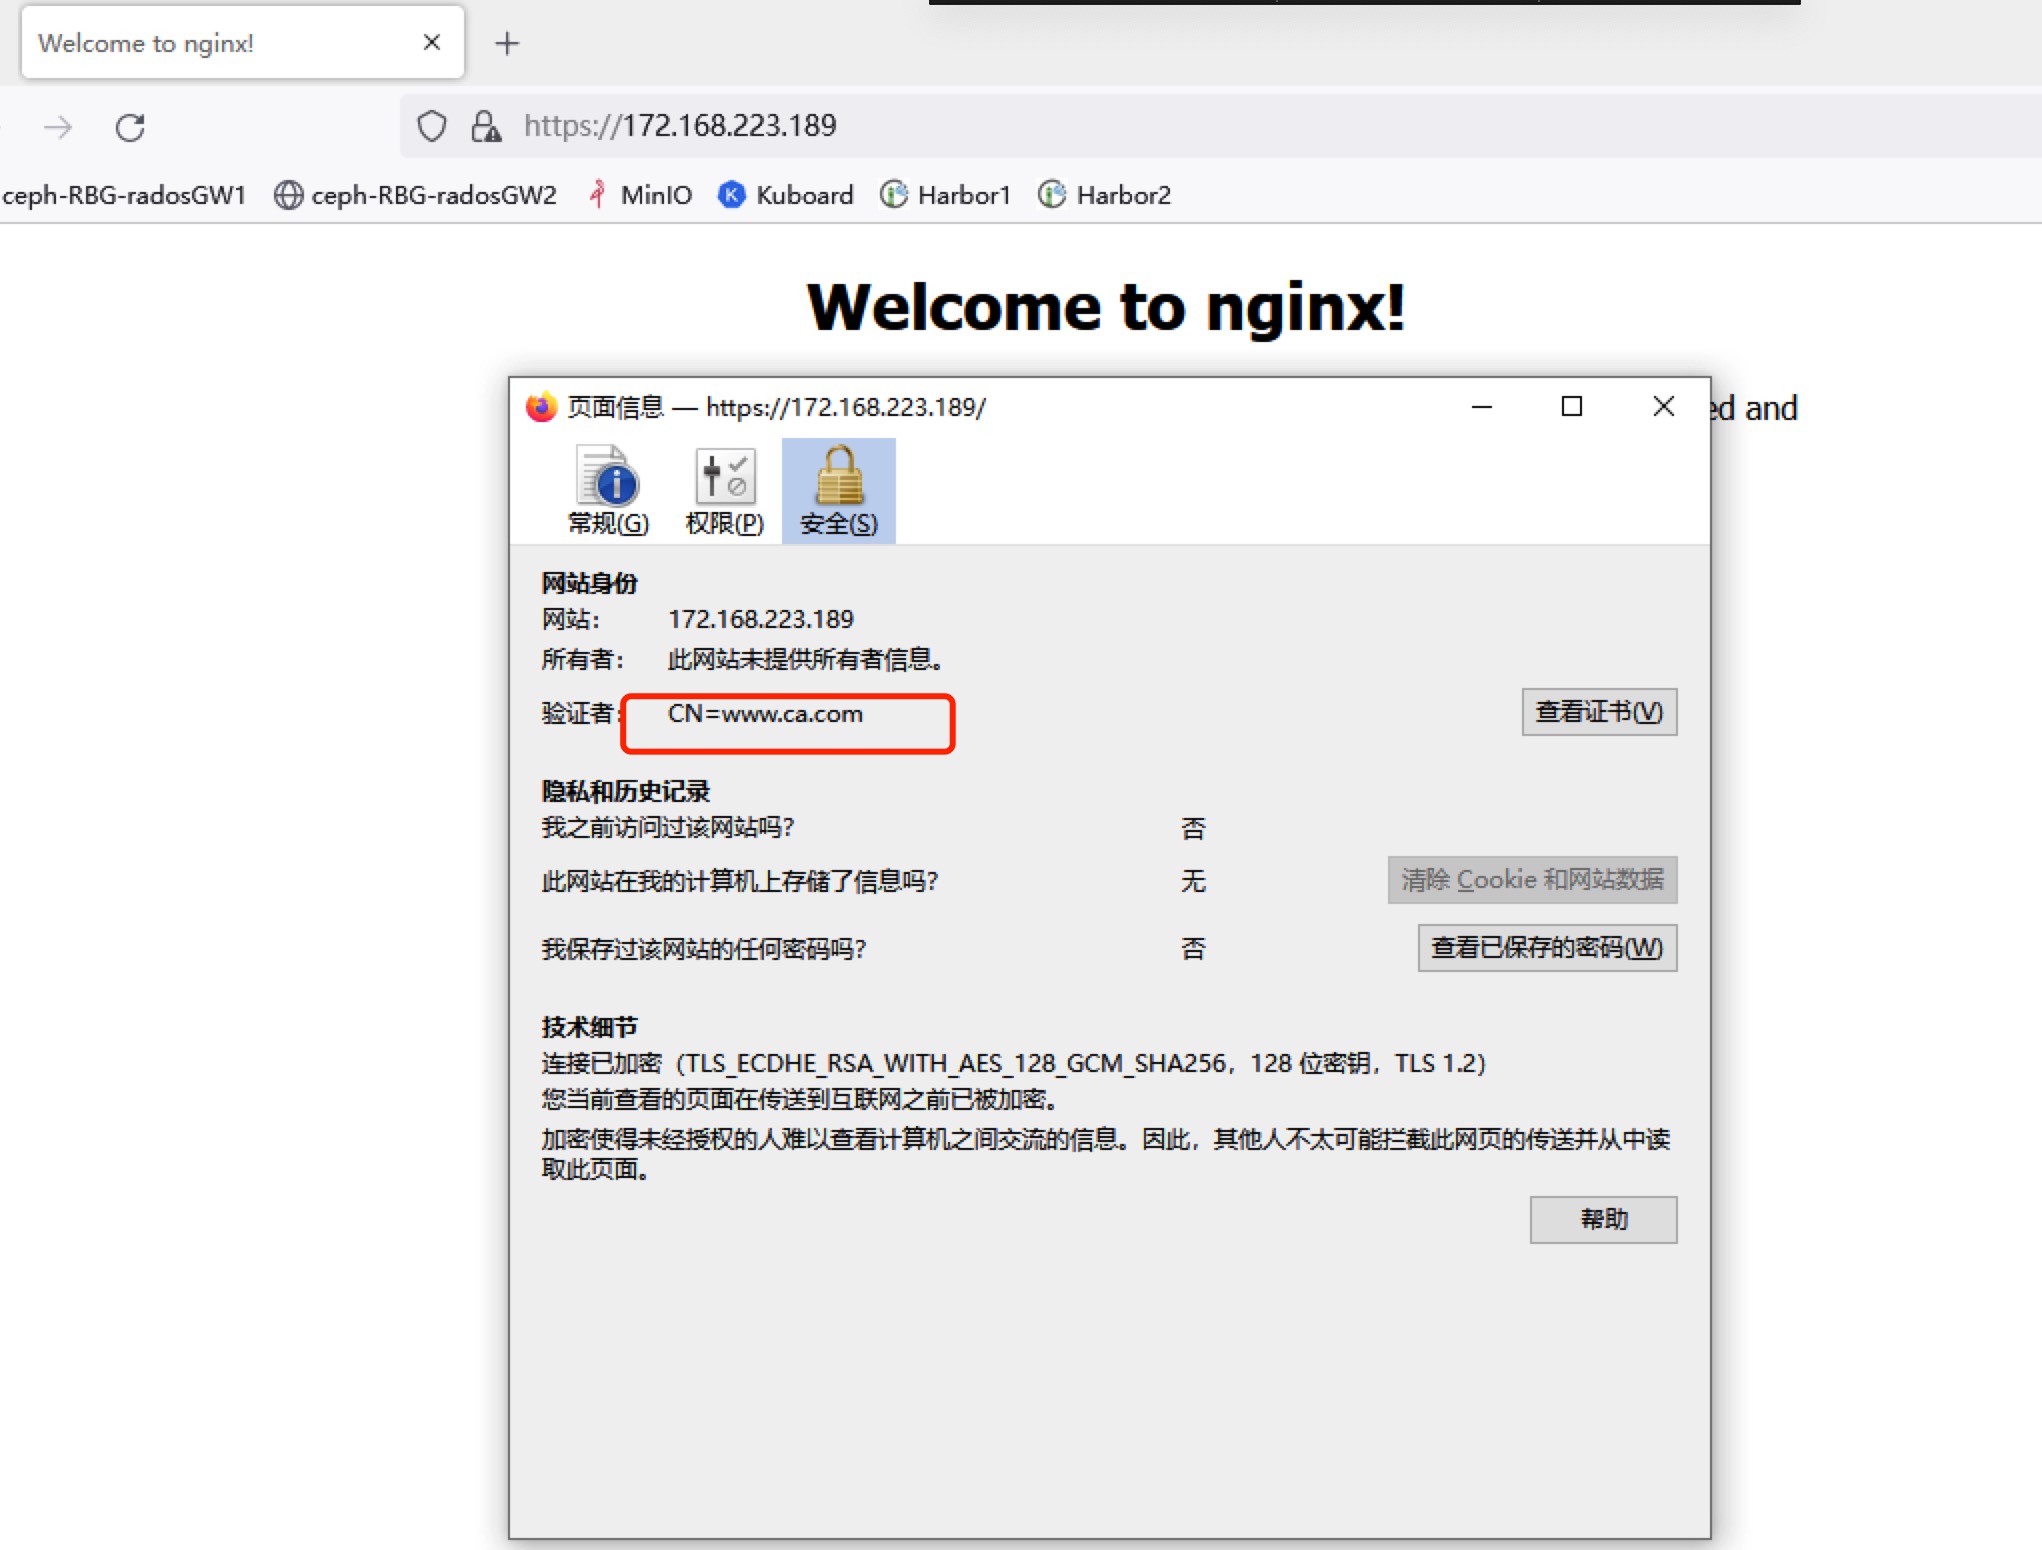 Welcome to nginx!
https://172.168.223.189
ceph-RBG-radosGW1 ceph-RBG-radosGW2 MinIO K Kuboard Harbor1 Harbor2
Welcome to nginx!
ed and
页面信息 — https://172.168.223.189/
常规(G) 权限(P) 安全(S)
网站身份
网站: 172.168.223.189
所有者: 此网站未提供所有者信息。
验证者: CN=www.ca.com 查看证书(V)
隐私和历史记录
我之前访问过该网站吗? 否
此网站在我的计算机上存储了信息吗? 无 清除 Cookie 和网站数据
我保存过该网站的任何密码吗? 否 查看已保存的密码(W)
技术细节
连接已加密（TLS_ECDHE_RSA_WITH_AES_128_GCM_SHA256，128 位密钥，TLS 1.2）
您当前查看的页面在传送到互联网之前已被加密。
加密使得未经授权的人难以查看计算机之间交流的信息。因此，其他人不太可能拦截此网页的传送并从中读
取此页面。
帮助